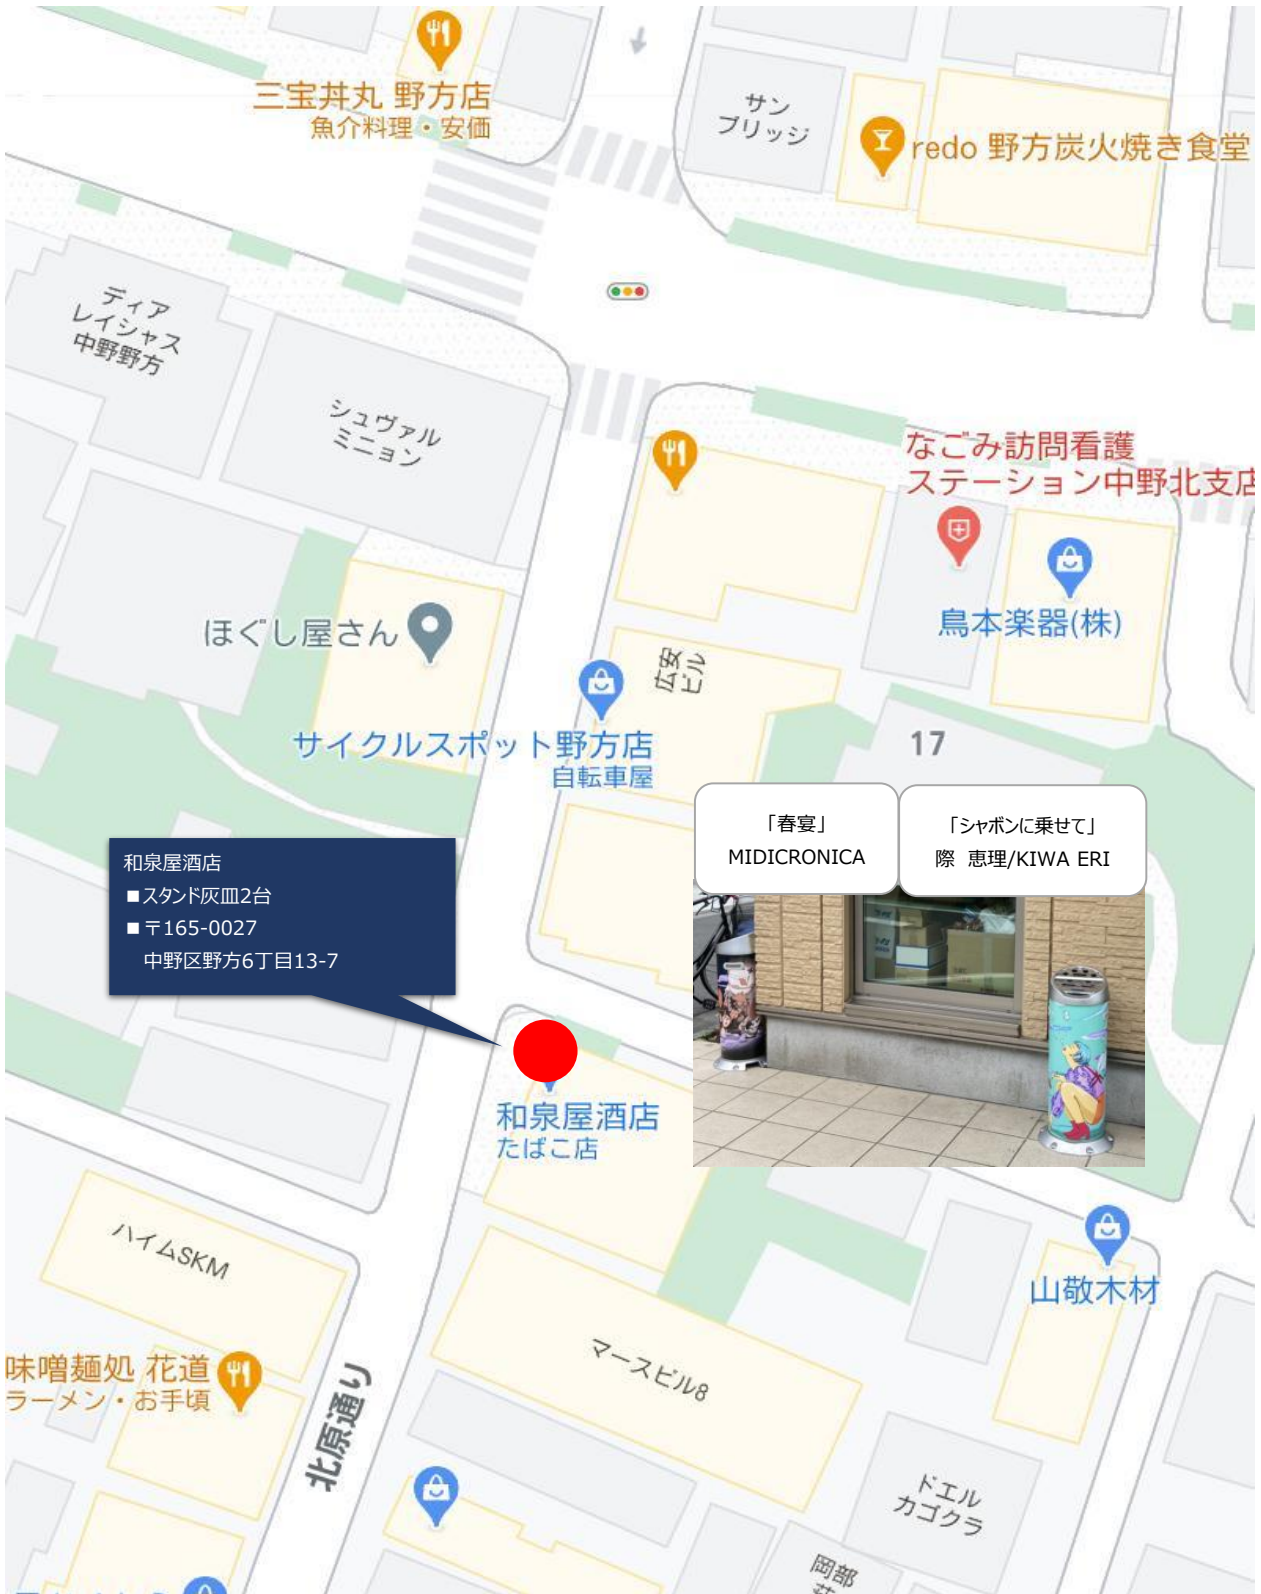 三宝丼丸 野方店
魚介料理・安価
サン
ブリッジ
redo 野方炭火焼き食堂
ディア
レイシャス
中野野方
シュヴァル
ミニョン
なごみ訪問看護
ステーション中野北支店
鳥本楽器(株)
ほぐし屋さん
広安
ビル
サイクルスポット野方店
自転車屋
17
「春宴」
MIDICRONICA
「シャボンに乗せて」
際 恵理/KIWA ERI
和泉屋酒店
■スタンド灰皿2台
■〒165-0027
中野区野方6丁目13-7
和泉屋酒店
たばこ店
ハイムSKM
山敬木材
味噌麺処 花道
ラーメン・お手頃
マースビル8
北原通り
ドエル
カゴクラ
岡部